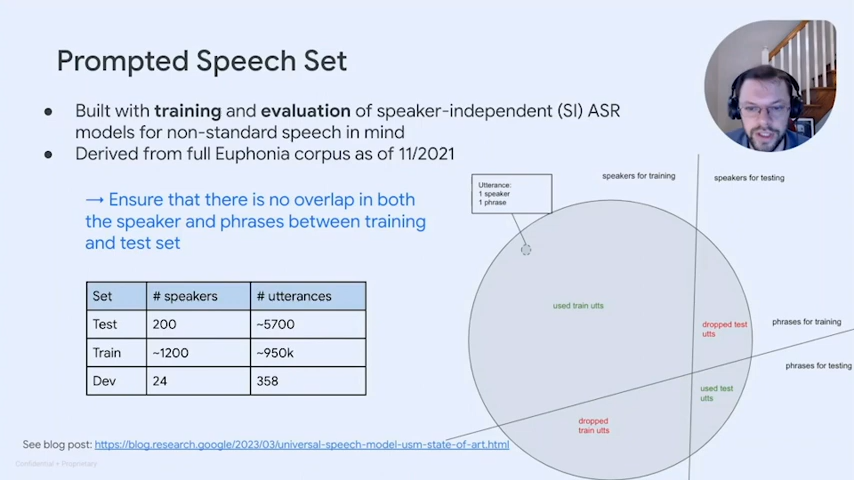 Prompted Speech Set
● Built with training and evaluation of speaker-independent (SI) ASR
models for non-standard speech in mind
● Derived from full Euphonia corpus as of 11/2021
→ Ensure that there is no overlap in both
the speaker and phrases between training
and test set
Set # speakers # utterances
Test 200 ~5700
Train ~1200 ~950k
Dev 24 358
Utterance:
1 speaker
1 phrase
speakers for training
speakers for testing
used train utts
dropped test
utts
phrases for training
phrases for testing
used test
utts
dropped
train utts
See blog post: https://blog.research.google/2023/03/universal-speech-model-usm-state-of-art.html
Confidential + Proprietary